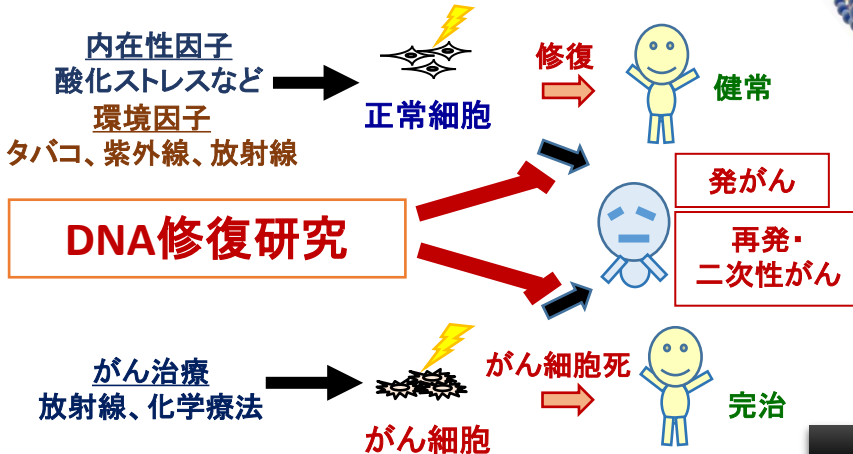 内在性因子
酸化ストレスなど
環境因子
タバコ、紫外線、放射線
正常細胞
修復
健常
DNA修復研究
発がん
再発・
二次性がん
がん治療
放射線、化学療法
がん細胞
がん細胞死
完治